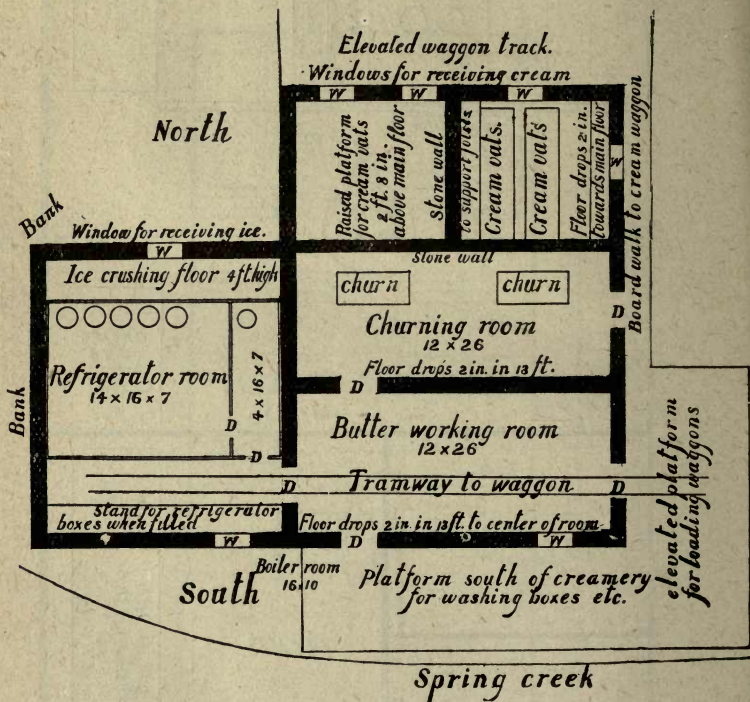 Elevated waggon track.
Windows for receiving cream
W W W
North
Raisal platform
for cream vats
2 ft. 8 in.
above main floor
Stone wall
to support joists
Cream vats.
Cream vats
Floor drops 2 in.
towards main floor
W
Board walk to cream waggon
Bank
Window for receiving ice.
W
Stone wall
Ice crushing floor 4 ft. high
churn churn
D
Churning room
12 x 26
Refrigerator room
14 x 16 x 7
4 x 16 x 7
Floor drops 2 in. in 13 ft.
D
Bank
D
Butter working room
12 x 26
D
elevated platform
for loading waggons
D Tramway to waggon D
Stand for refrigerator
boxes when filled
Floor drops 2 in. in 13 ft. to center of room
W D D W
Boiler room
16 x 10
South
Platform south of creamery
for washing boxes etc.
Spring creek